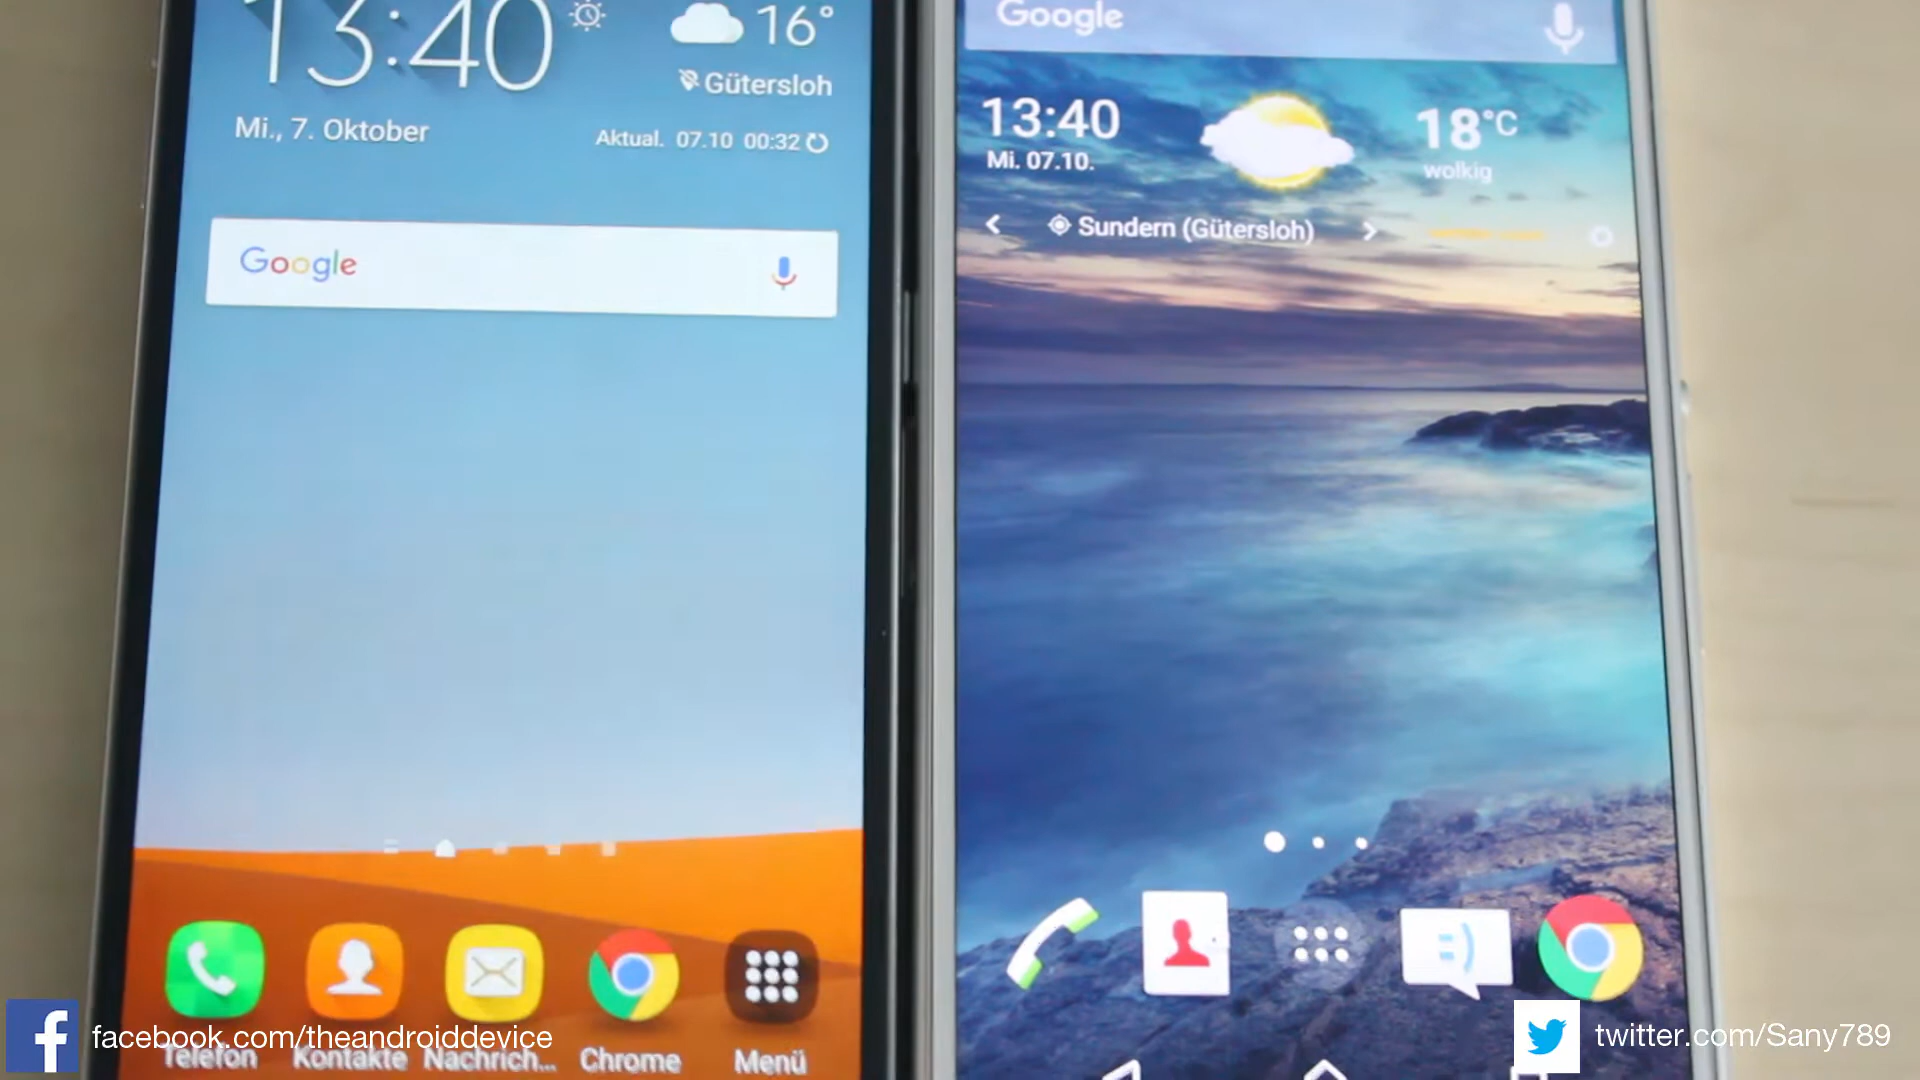 13:40
16°
Gütersloh
Mi., 7. Oktober
Aktual. 07.10 00:32
Google
Telefon
Kontakte
Nachrich...
Chrome
Menü
Google
13:40
Mi. 07.10.
18°C
wolkig
Sundern (Gütersloh)
facebook.com/theandroiddevice
twitter.com/Sany789